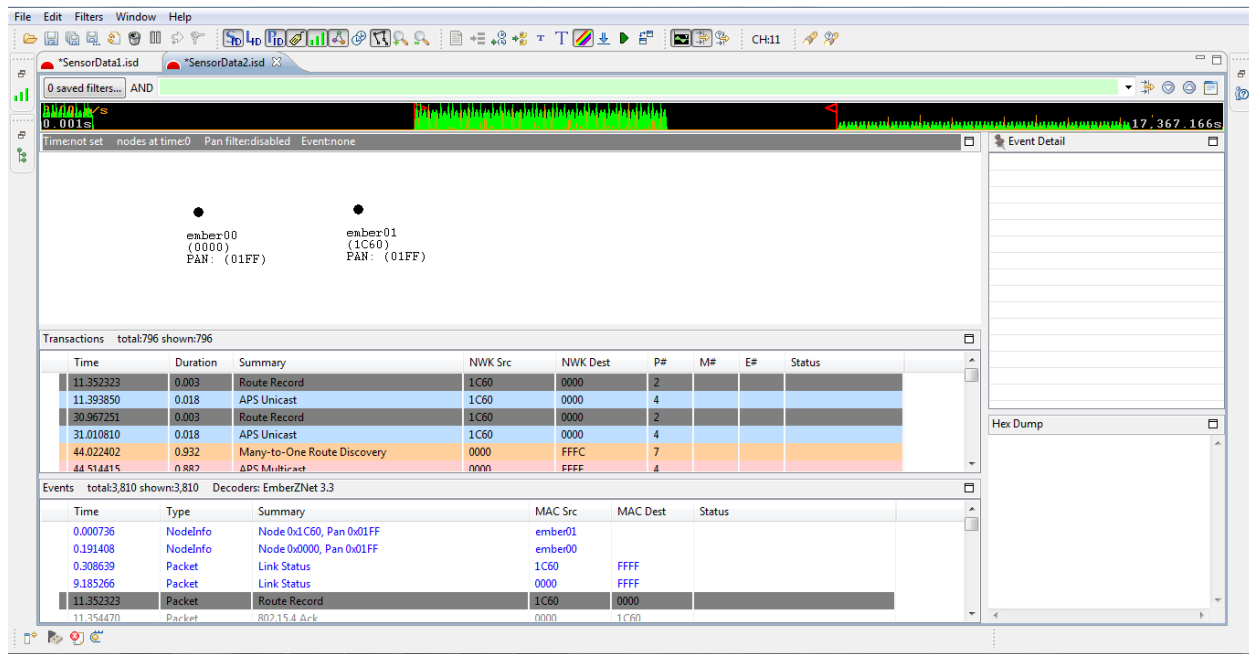 File Edit Filters Window Help
CH:11
*SensorData1.isd *SensorData2.isd
0 saved filters... AND
0.001s 17,367.166s
Time:not set nodes at time:0 Pan filter:disabled Event:none
Event Detail
ember00
(0000)
PAN: (01FF)
ember01
(1C60)
PAN: (01FF)
Transactions total:796 shown:796
Time Duration Summary NWK Src NWK Dest P# M# E# Status
11.352323 0.003 Route Record 1C60 0000 2
11.393850 0.018 APS Unicast 1C60 0000 4
30.967251 0.003 Route Record 1C60 0000 2
31.010810 0.018 APS Unicast 1C60 0000 4
44.022402 0.932 Many-to-One Route Discovery 0000 FFFC 7
44.514415 0.882 APS Multicast 0000 FFFF 4
Hex Dump
Events total:3,810 shown:3,810 Decoders: EmberZNet 3.3
Time Type Summary MAC Src MAC Dest Status
0.000736 NodeInfo Node 0x1C60, Pan 0x01FF ember01
0.191408 NodeInfo Node 0x0000, Pan 0x01FF ember00
0.308639 Packet Link Status 1C60 FFFF
9.185266 Packet Link Status 0000 FFFF
11.352323 Packet Route Record 1C60 0000
11.354470 Packet 802.15.4 Ack 0000 1C60